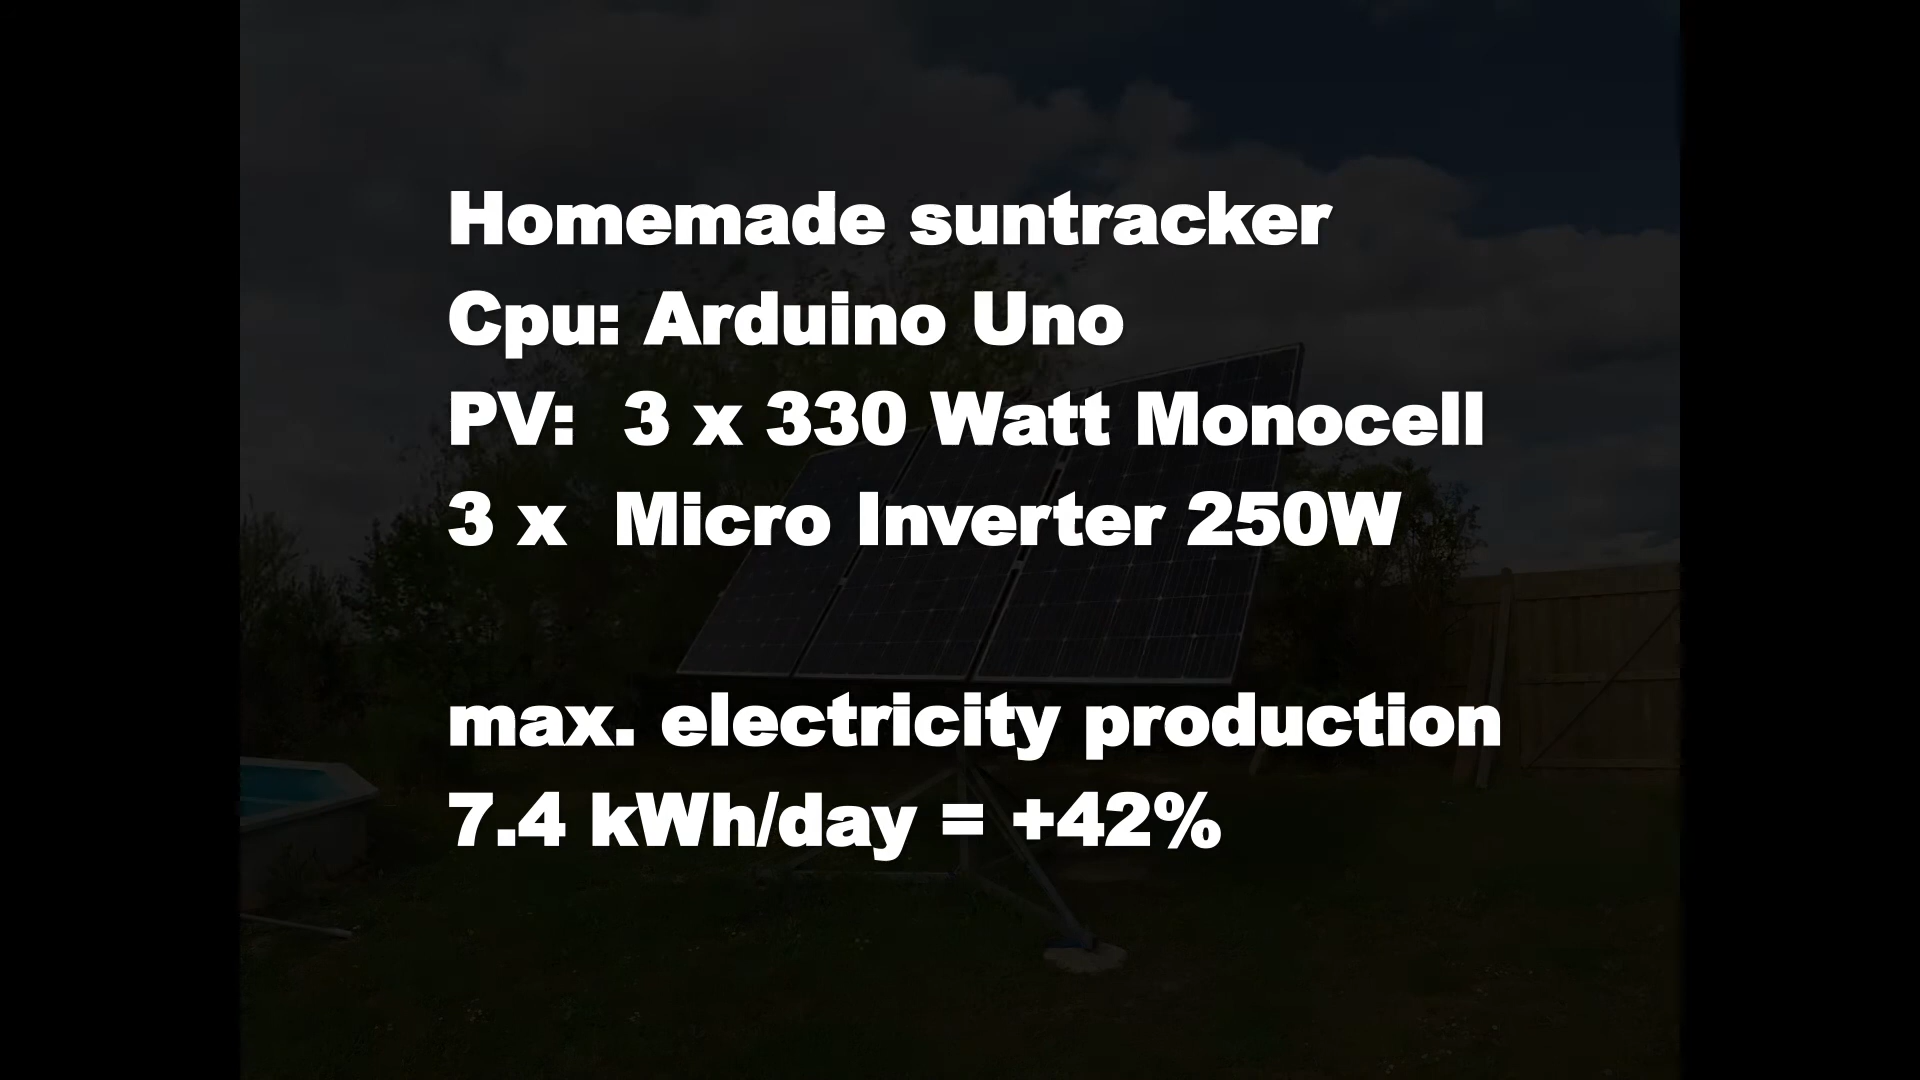 Homemade suntracker
Cpu: Arduino Uno
PV: 3 x 330 Watt Monocell
3 x Micro Inverter 250W
max. electricity production
7.4 kWh/day = +42%